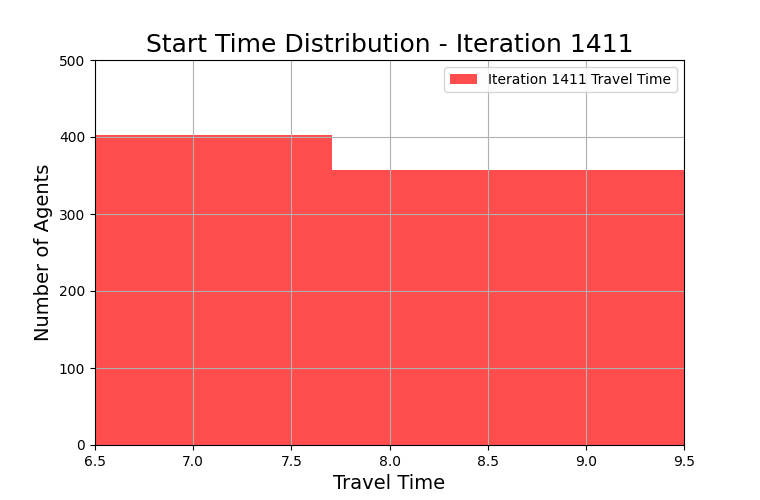 Start Time Distribution - Iteration 1411
Iteration 1411 Travel Time
Number of Agents
500
400
300
200
100
0
6.5 7.0 7.5 8.0 8.5 9.0 9.5
Travel Time